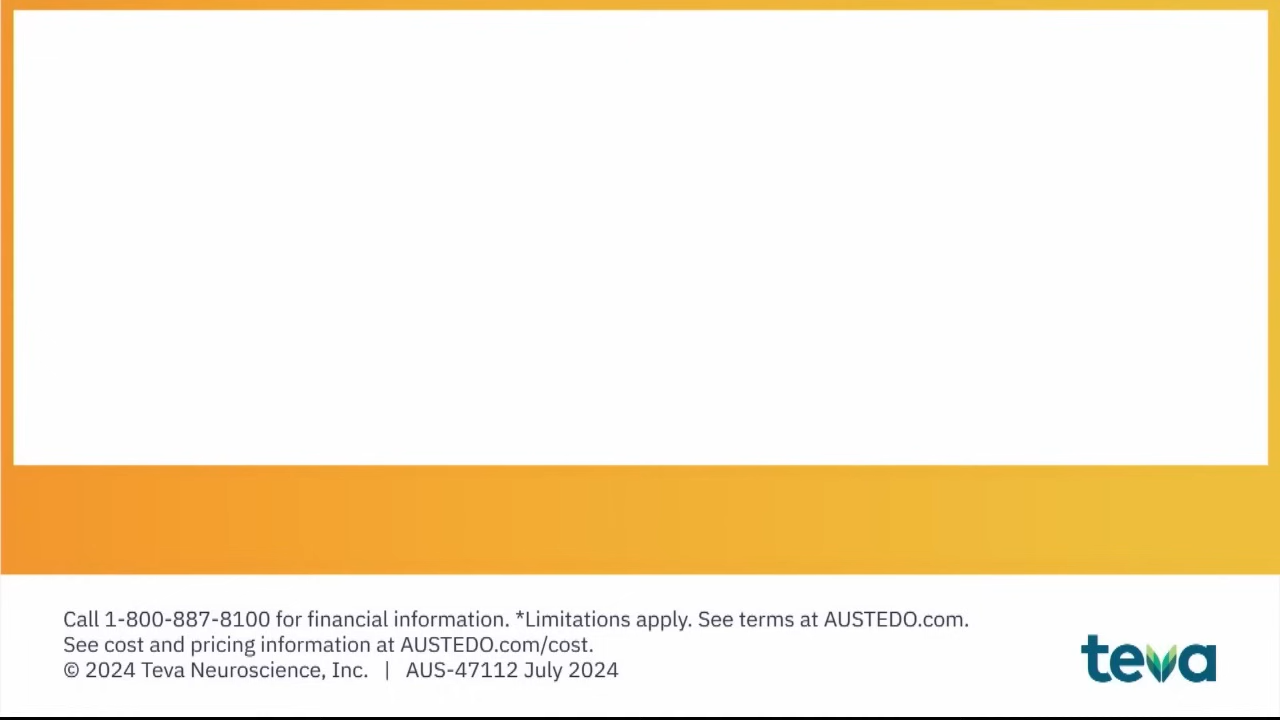 Call 1-800-887-8100 for financial information. *Limitations apply. See terms at AUSTEDO.com.
See cost and pricing information at AUSTEDO.com/cost.
© 2024 Teva Neuroscience, Inc. | AUS-47112 July 2024
teva